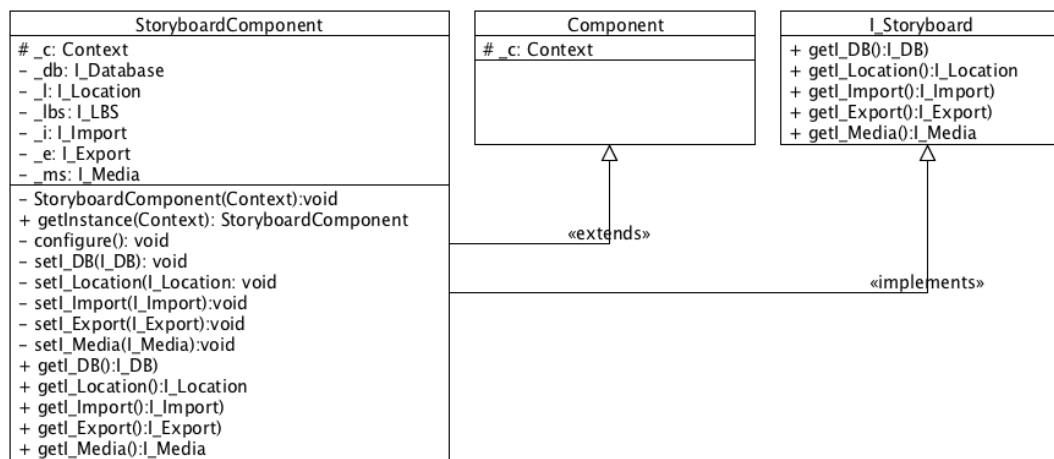 StoryboardComponent
# _c: Context
– _db: I_Database
– _l: I_Location
– _lbs: I_LBS
– _i: I_Import
– _e: I_Export
– _ms: I_Media
– StoryboardComponent(Context):void
+ getInstance(Context): StoryboardComponent
– configure(): void
– setI_DB(I_DB): void
– setI_Location(I_Location: void
– setI_Import(I_Import):void
– setI_Export(I_Export):void
– setI_Media(I_Media):void
+ getI_DB():I_DB)
+ getI_Location():I_Location
+ getI_Import():I_Import)
+ getI_Export():I_Export)
+ getI_Media():I_Media
Component
# _c: Context
I_Storyboard
+ getI_DB():I_DB)
+ getI_Location():I_Location
+ getI_Import():I_Import)
+ getI_Export():I_Export)
+ getI_Media():I_Media
«extends»
«implements»